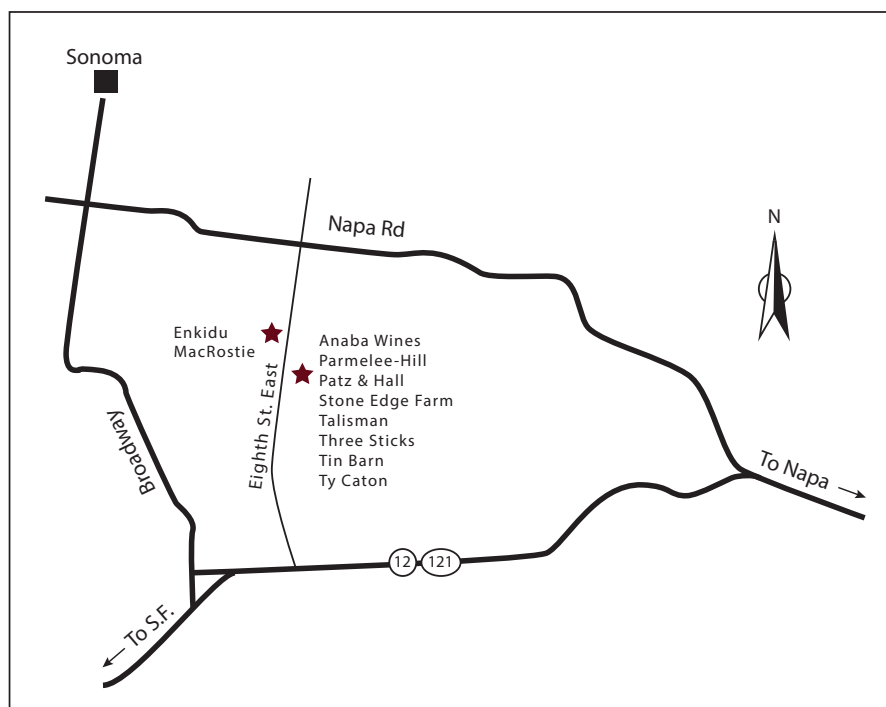 Sonoma
Napa Rd
N
Enkidu
MacRostie
Anaba Wines
Parmelee-Hill
Patz & Hall
Stone Edge Farm
Talisman
Three Sticks
Tin Barn
Ty Caton
Eighth St. East
Broadway
To Napa
12
121
To S.F.